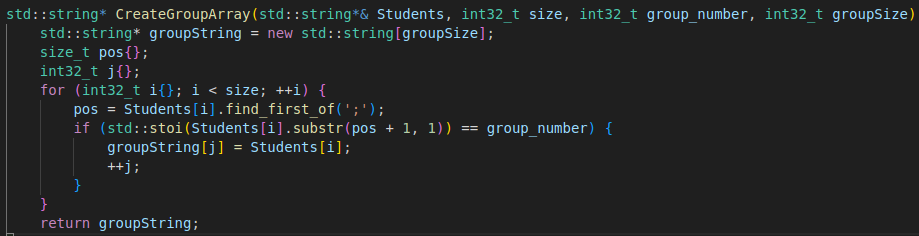 std::string* CreateGroupArray(std::string*& Students, int32_t size, int32_t group_number, int32_t groupSize)
    std::string* groupString = new std::string[groupSize];
    size_t pos{};
    int32_t j{};
    for (int32_t i{}; i < size; ++i) {
        pos = Students[i].find_first_of(';');
        if (std::stoi(Students[i].substr(pos + 1, 1)) == group_number) {
            groupString[j] = Students[i];
            ++j;
        }
    }
    return groupString;